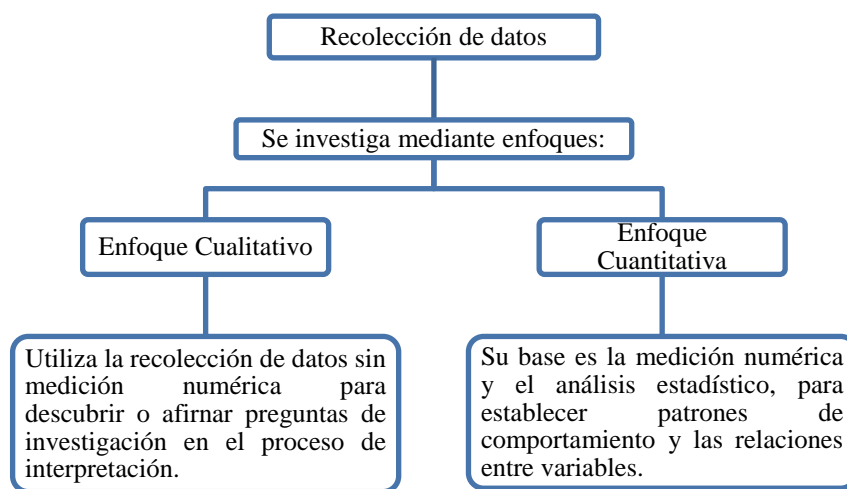 Recolección de datos
Se investiga mediante enfoques:
Enfoque Cualitativo
Enfoque
Cuantitativa
Utiliza la recolección de datos sin
medición numérica para
descubrir o afirnar preguntas de
investigación en el proceso de
interpretación.
Su base es la medición numérica
y el análisis estadístico, para
establecer patrones de
comportamiento y las relaciones
entre variables.